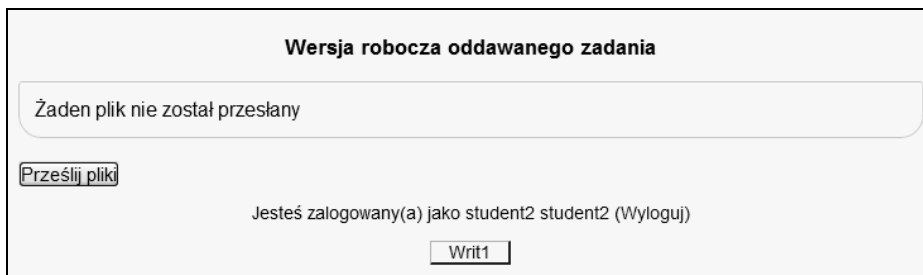 Wersja robocza oddawanego zadania
Żaden plik nie został przesłany
Prześlij pliki
Jesteś zalogowany(a) jako student2 student2 (Wyloguj)
Writ1